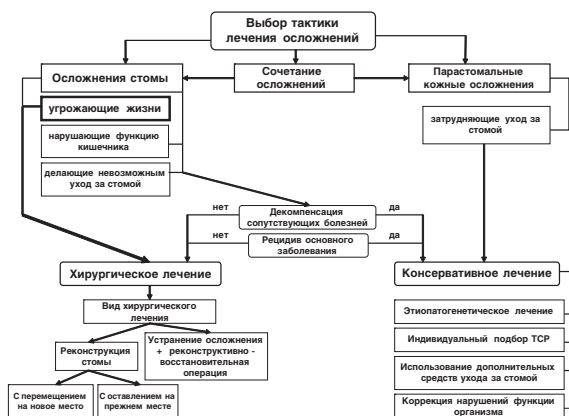 Выбор тактики
лечения осложнений
Осложнения стомы
Сочетание
осложнений
Парастомальные
кожные осложнения
угрожающие жизни
нарушающие функцию
кишечника
делающие невозможным
уход за стомой
затрудняющие уход за
стомой
нет
Декомпенсация
сопутствующих болезней
да
нет
Рецидив основного
заболевания
да
Хирургическое лечение
Консервативное лечение
Вид хирургического
лечения
Реконструкция
стомы
Устранение осложнения
+ реконструктивно -
восстановительная
операция
С перемещением
на новое место
С оставлением на
прежнем месте
Этиопатогенетическое лечение
Индивидуальный подбор ТСР
Использование дополнительных
средств ухода за стомой
Коррекция нарушений функции
организма